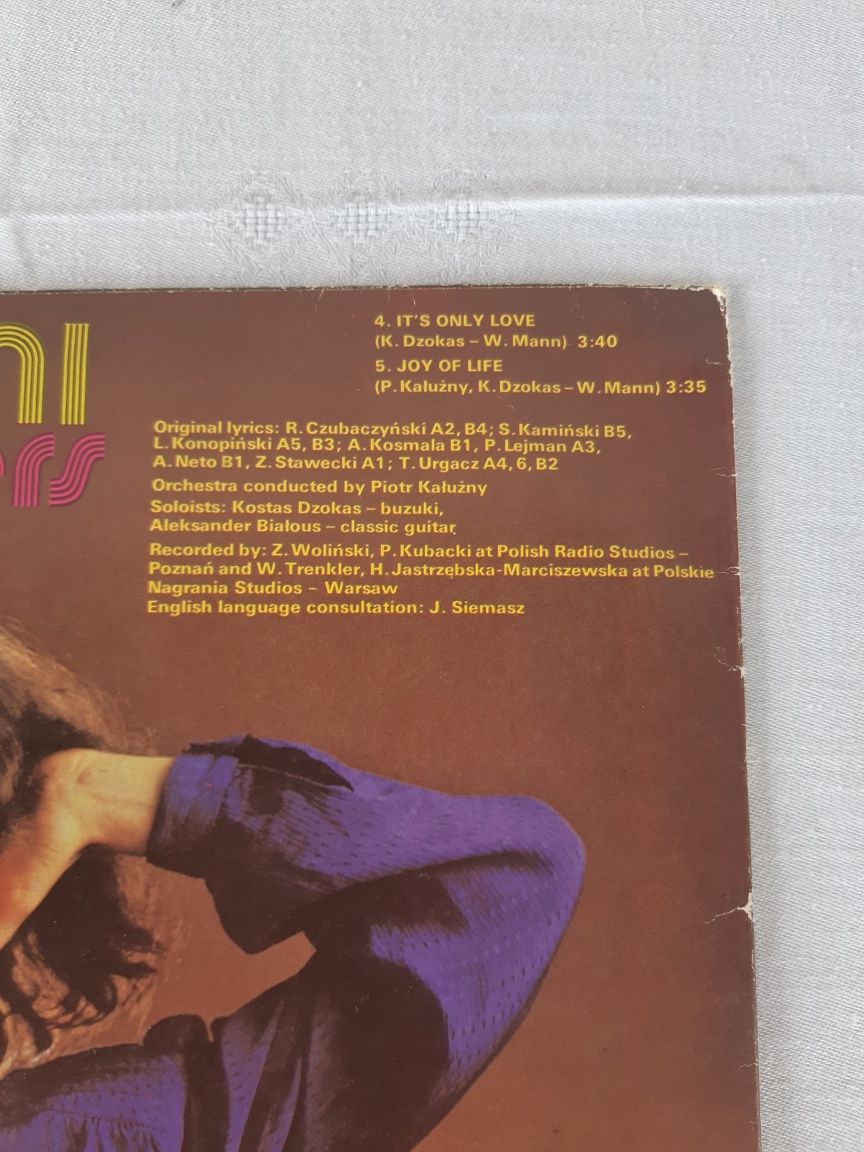 NI
ers
4. IT'S ONLY LOVE
(K. Dzokas – W. Mann) 3:40
5. JOY OF LIFE
(P. Kałużny, K. Dzokas – W. Mann) 3:35
Original lyrics: R. Czubaczyński A2, B4; S. Kamiński B5,
L. Konopiński A5, B3; A. Kosmala B1, P. Lejman A3,
A. Neto B1, Z. Stawecki A1; T. Urgacz A4, 6, B2
Orchestra conducted by Piotr Kałużny
Soloists: Kostas Dzokas – buzuki,
Aleksander Białous – classic guitar
Recorded by: Z. Woliński, P. Kubacki at Polish Radio Studios –
Poznań and W. Trenkler, H. Jastrzębska-Marciszewska at Polskie
Nagrania Studios – Warsaw
English language consultation: J. Siemasz